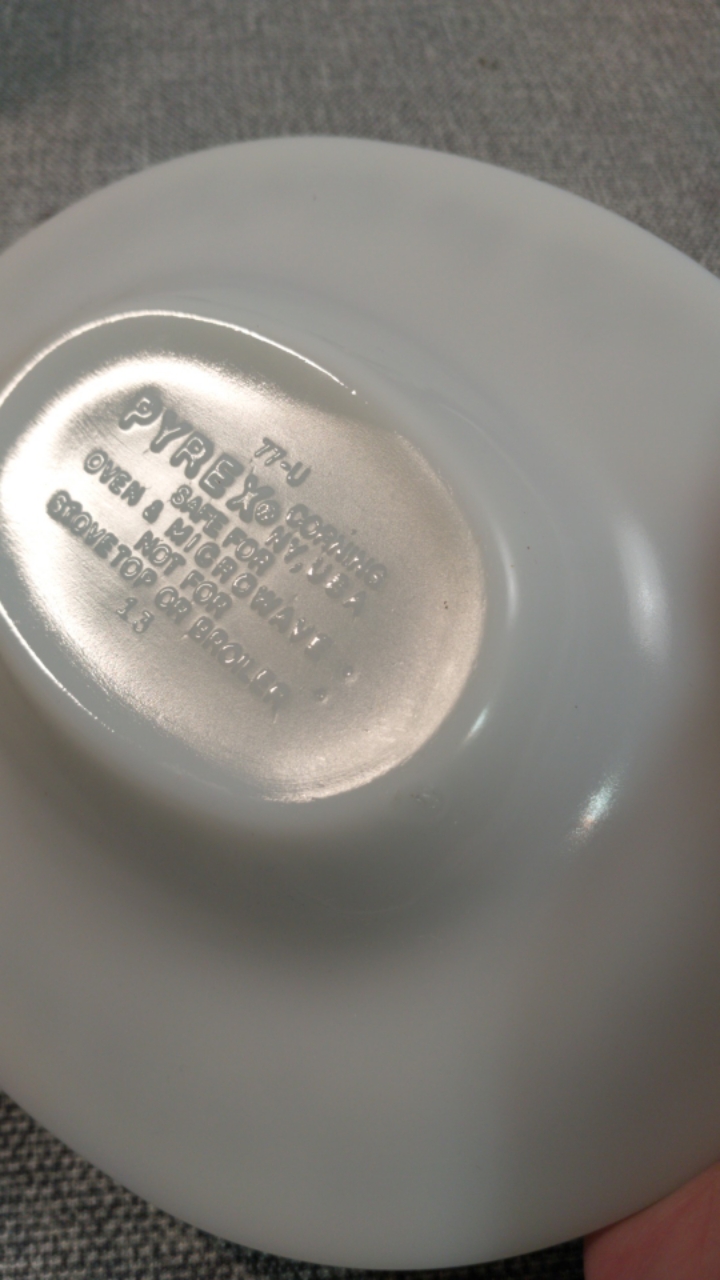 77-U
PYREX® CORNING
SAFE FOR NY, USA
OVEN & MICROWAVE
NOT FOR
STOVETOP OR BROILER
13